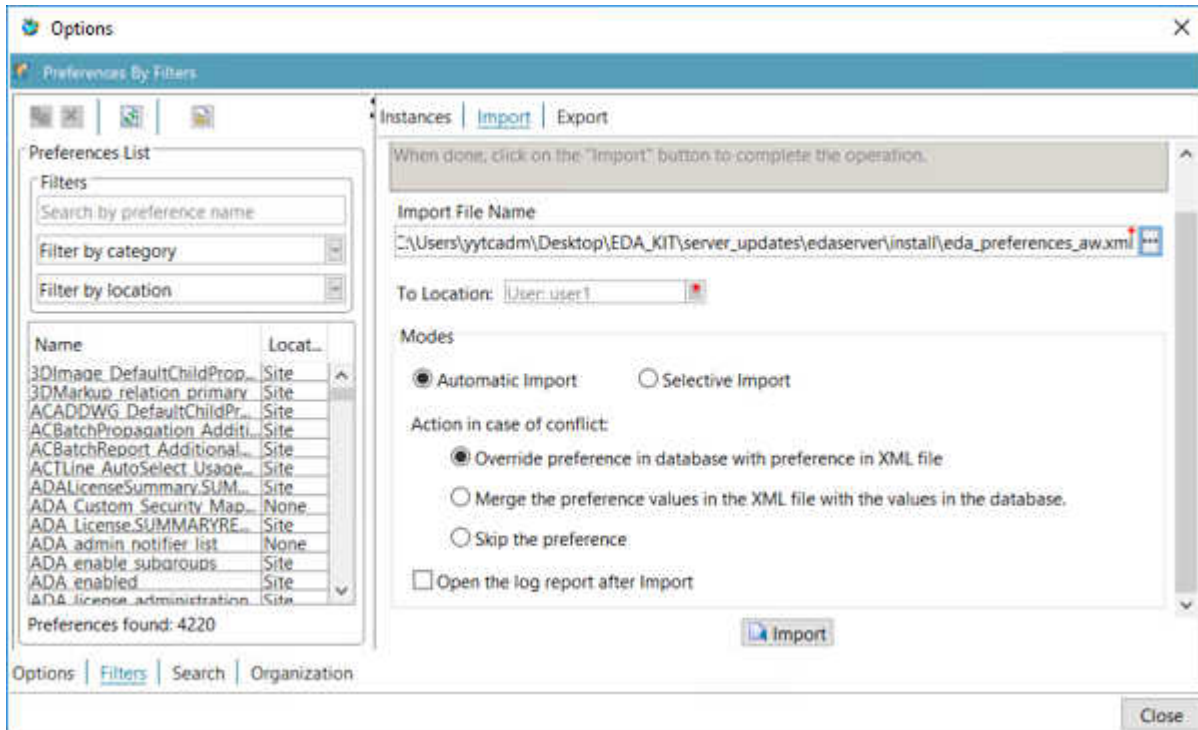 Options
Preferences By Filters
Instances | Import | Export
Preferences List
Filters
Search by preference name
Filter by category
Filter by location
Name Locat...
3DImage_DefaultChildProp... Site
3DMarkup_relation_primary Site
ACADDWG_DefaultChildPr... Site
ACBatchPropagation_Additi... Site
ACBatchReport_Additional... Site
ACTLine_AutoSelect_Usage... Site
ADALicenseSummary.SUM... Site
ADA_Custom_Security_Map... None
ADA_License.SUMMARYRE... Site
ADA_admin_notifier_list None
ADA_enable_subgroups Site
ADA_enabled Site
ADA_license_administration Site
Preferences found: 4220
When done, click on the "Import" button to complete the operation.
Import File Name
C:\Users\yytcadm\Desktop\EDA_KIT\server_updates\edaserver\install\eda_preferences_aw.xml
To Location: User: user1
Modes
Automatic Import Selective Import
Action in case of conflict:
Override preference in database with preference in XML file
Merge the preference values in the XML file with the values in the database.
Skip the preference
Open the log report after Import
Import
Options | Filters | Search | Organization
Close